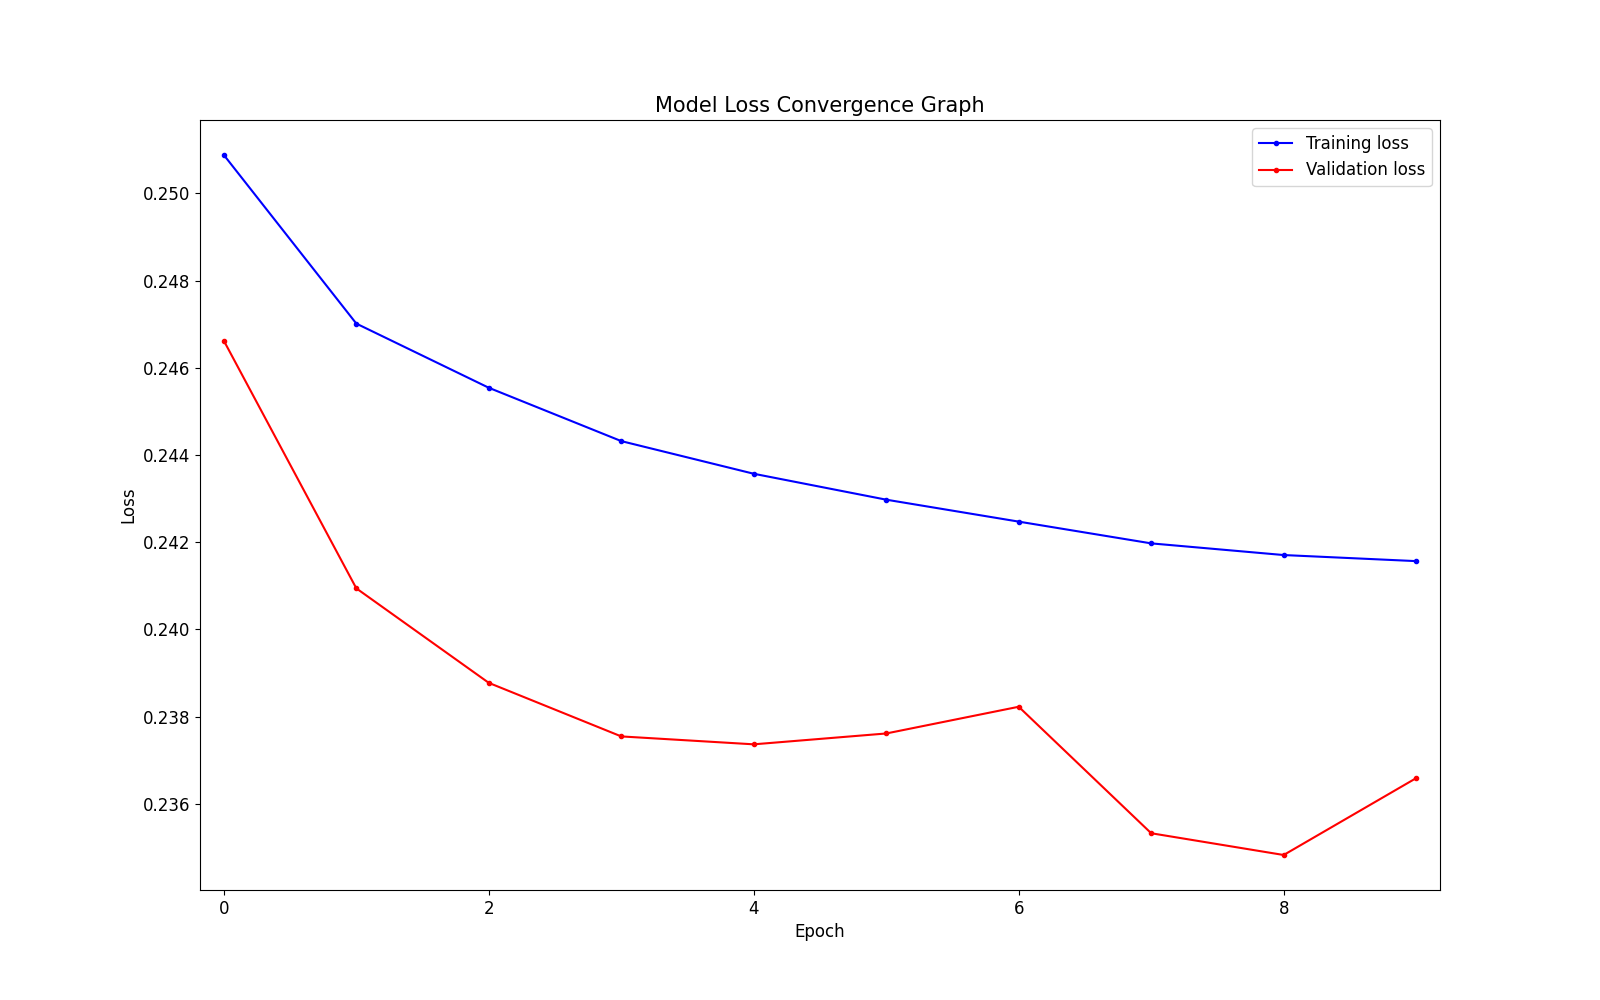 Model Loss Convergence Graph
Training loss
Validation loss
0.250
0.248
0.246
0.244
0.242
0.240
0.238
0.236
Loss
0
2
4
6
8
Epoch